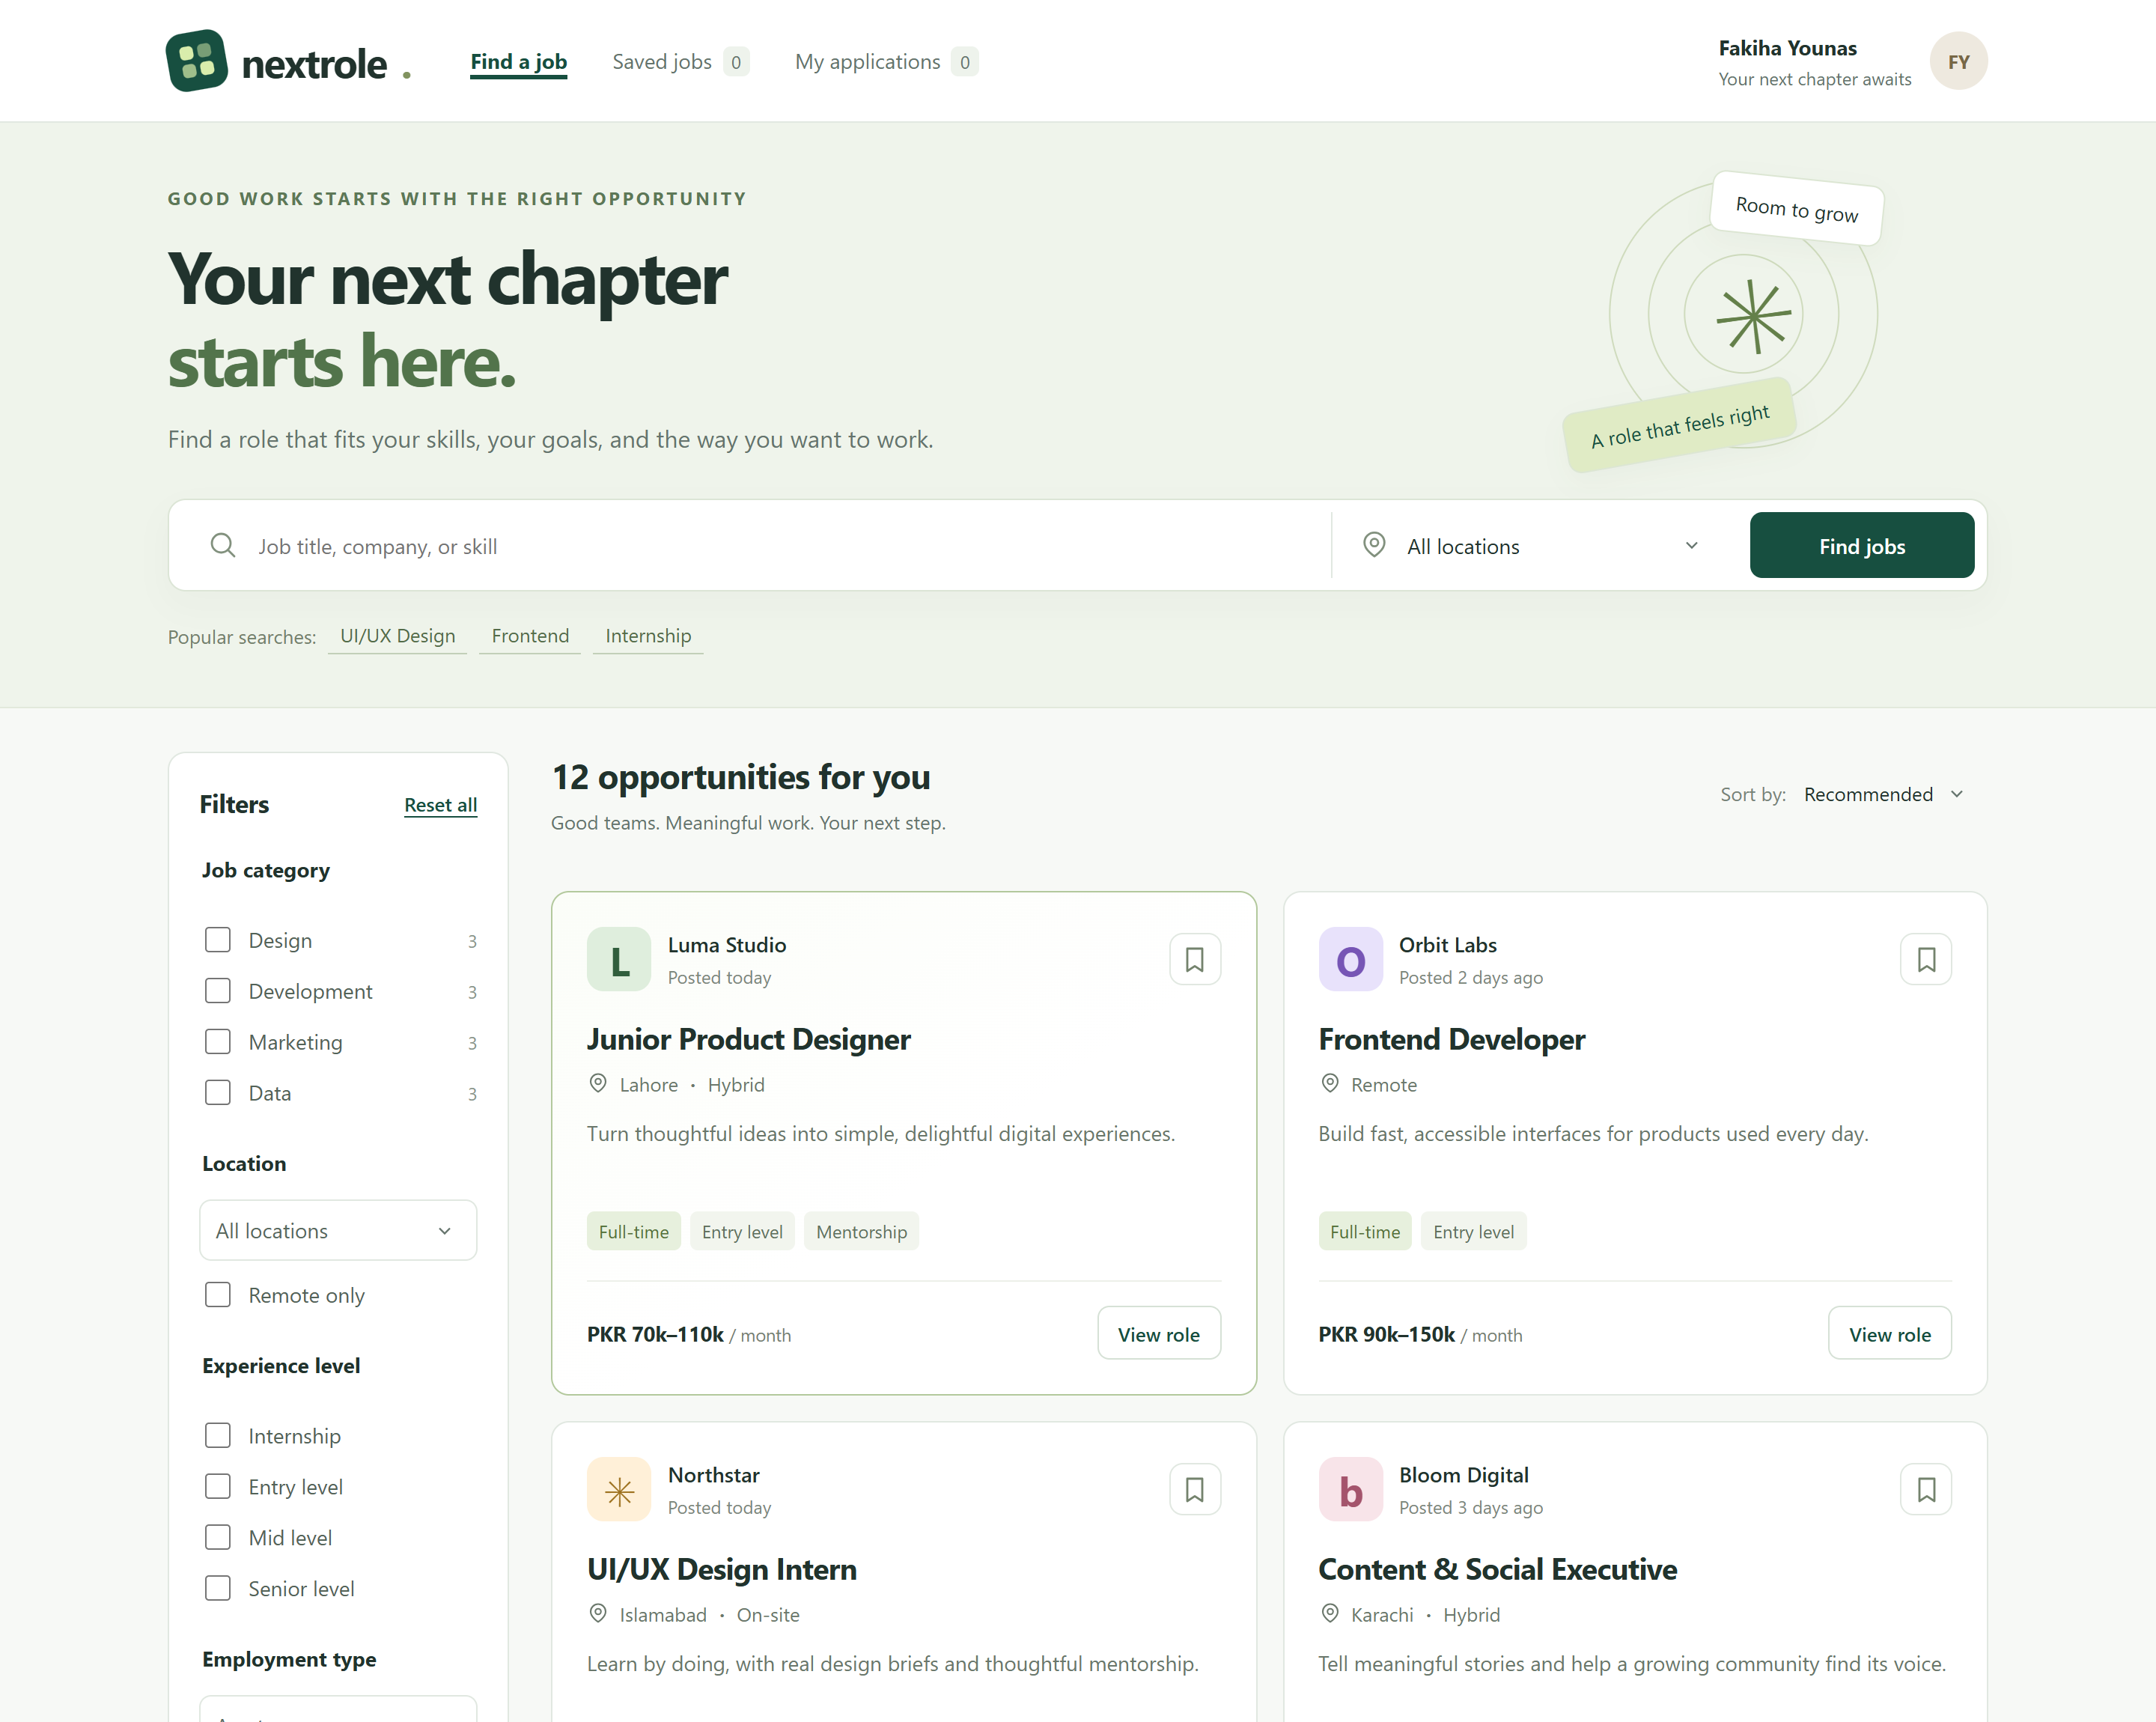 nextrole.
Find a job
Saved jobs 0
My applications 0
Fakiha Younas
Your next chapter awaits
FY
GOOD WORK STARTS WITH THE RIGHT OPPORTUNITY
Your next chapter
starts here.
Find a role that fits your skills, your goals, and the way you want to work.
Room to grow
A role that feels right
Job title, company, or skill
All locations
Find jobs
Popular searches: UI/UX Design Frontend Internship
Filters
Reset all
Job category
Design 3
Development 3
Marketing 3
Data 3
Location
All locations
Remote only
Experience level
Internship
Entry level
Mid level
Senior level
Employment type
12 opportunities for you
Good teams. Meaningful work. Your next step.
Sort by: Recommended
L
Luma Studio
Posted today
Junior Product Designer
Lahore • Hybrid
Turn thoughtful ideas into simple, delightful digital experiences.
Full-time Entry level Mentorship
PKR 70k–110k / month
View role
O
Orbit Labs
Posted 2 days ago
Frontend Developer
Remote
Build fast, accessible interfaces for products used every day.
Full-time Entry level
PKR 90k–150k / month
View role
Northstar
Posted today
UI/UX Design Intern
Islamabad • On-site
Learn by doing, with real design briefs and thoughtful mentorship.
b
Bloom Digital
Posted 3 days ago
Content & Social Executive
Karachi • Hybrid
Tell meaningful stories and help a growing community find its voice.